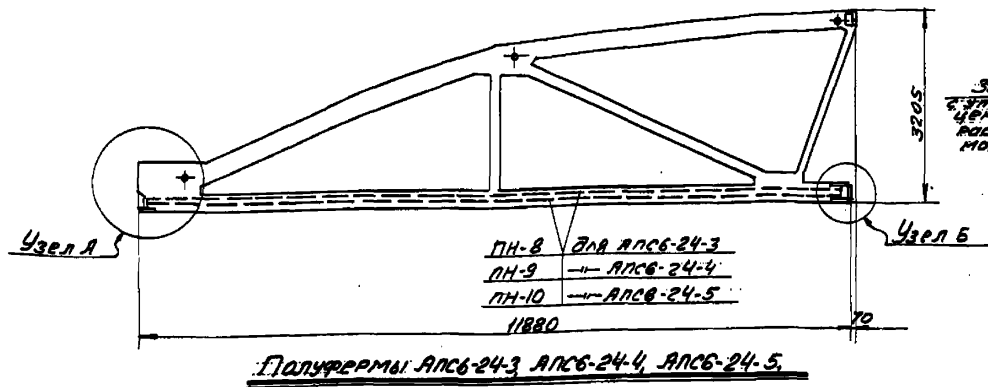 3205
Узел А
Узел Б
ПН-8 для АПС6-24-3
ПН-9 –"– АПС6-24-4
ПН-10 –"– АПС6-24-5
11880
70
Полуфермы АПС6-24-3, АПС6-24-4, АПС6-24-5.